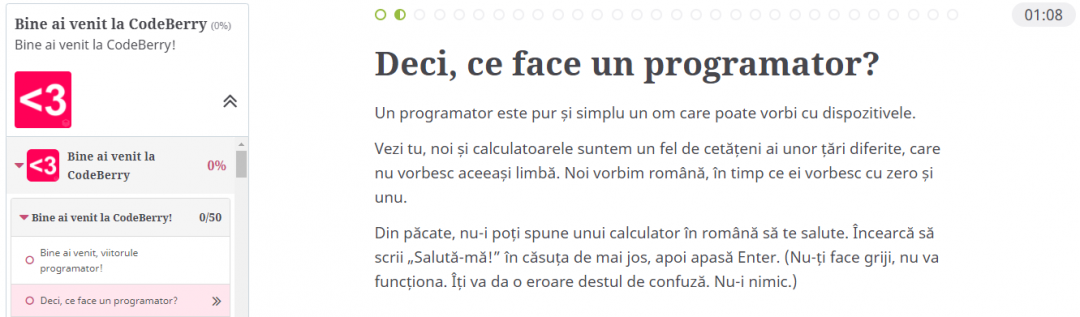 Bine ai venit la CodeBerry (0%)
Bine ai venit la CodeBerry!
<3
<3
Bine ai venit la
CodeBerry
0%
Bine ai venit la CodeBerry! 0/50
Bine ai venit, viitorule
programator!
Deci, ce face un programator?
01:08
Deci, ce face un programator?
Un programator este pur și simplu un om care poate vorbi cu dispozitivele.
Vezi tu, noi și calculatoarele suntem un fel de cetățeni ai unor țări diferite, care
nu vorbesc aceeași limbă. Noi vorbim română, în timp ce ei vorbesc cu zero și
unu.
Din păcate, nu-i poți spune unui calculator în română să te salute. Încearcă să
scrii „Salută-mă!” în căsuța de mai jos, apoi apasă Enter. (Nu-ți face griji, nu va
funcționa. Îți va da o eroare destul de confuză. Nu-i nimic.)